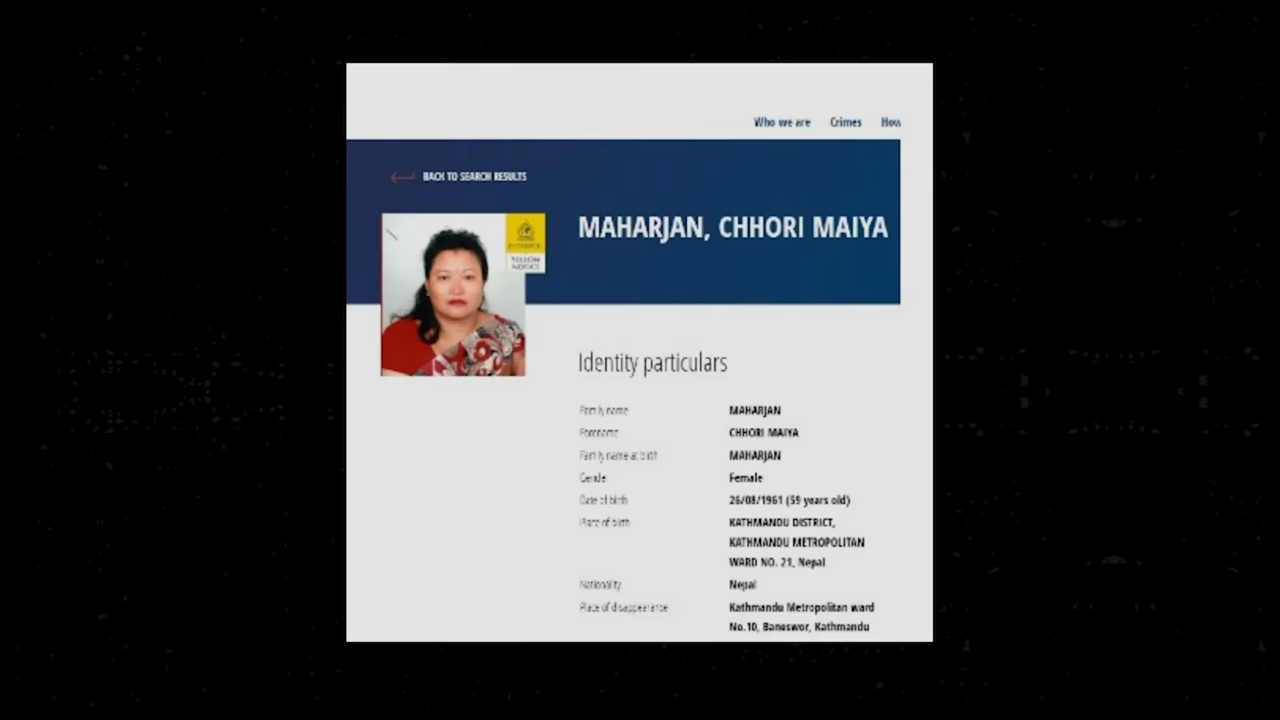 Who we are Crimes How
BACK TO SEARCH RESULTS
INTERPOL
YELLOW
NOTICE
MAHARJAN, CHHORI MAIYA
Identity particulars
Family name MAHARJAN
Forename CHHORI MAIYA
Family name at birth MAHARJAN
Gender Female
Date of birth 26/08/1961 (59 years old)
Place of birth KATHMANDU DISTRICT,
KATHMANDU METROPOLITAN
WARD NO. 21, Nepal
Nationality Nepal
Place of disappearance Kathmandu Metropolitan ward
No.10, Baneswor, Kathmandu